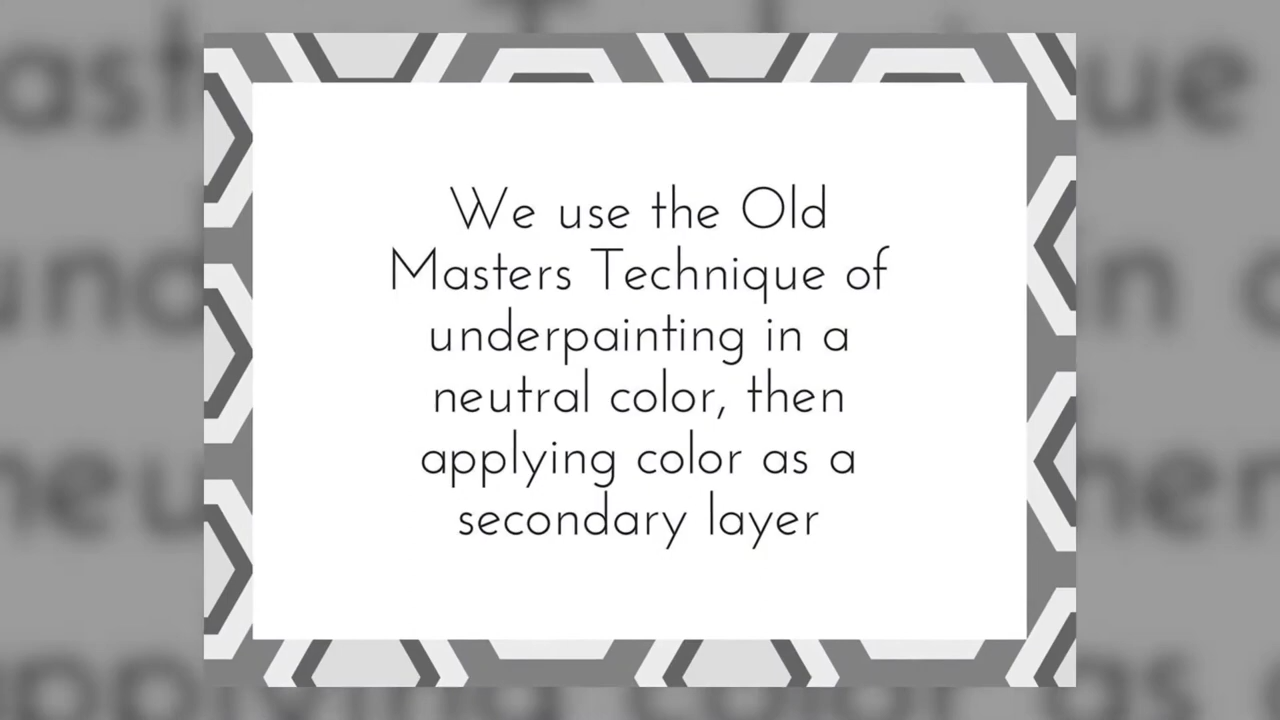 We use the Old
Masters Technique of
underpainting in a
neutral color, then
applying color as a
secondary layer